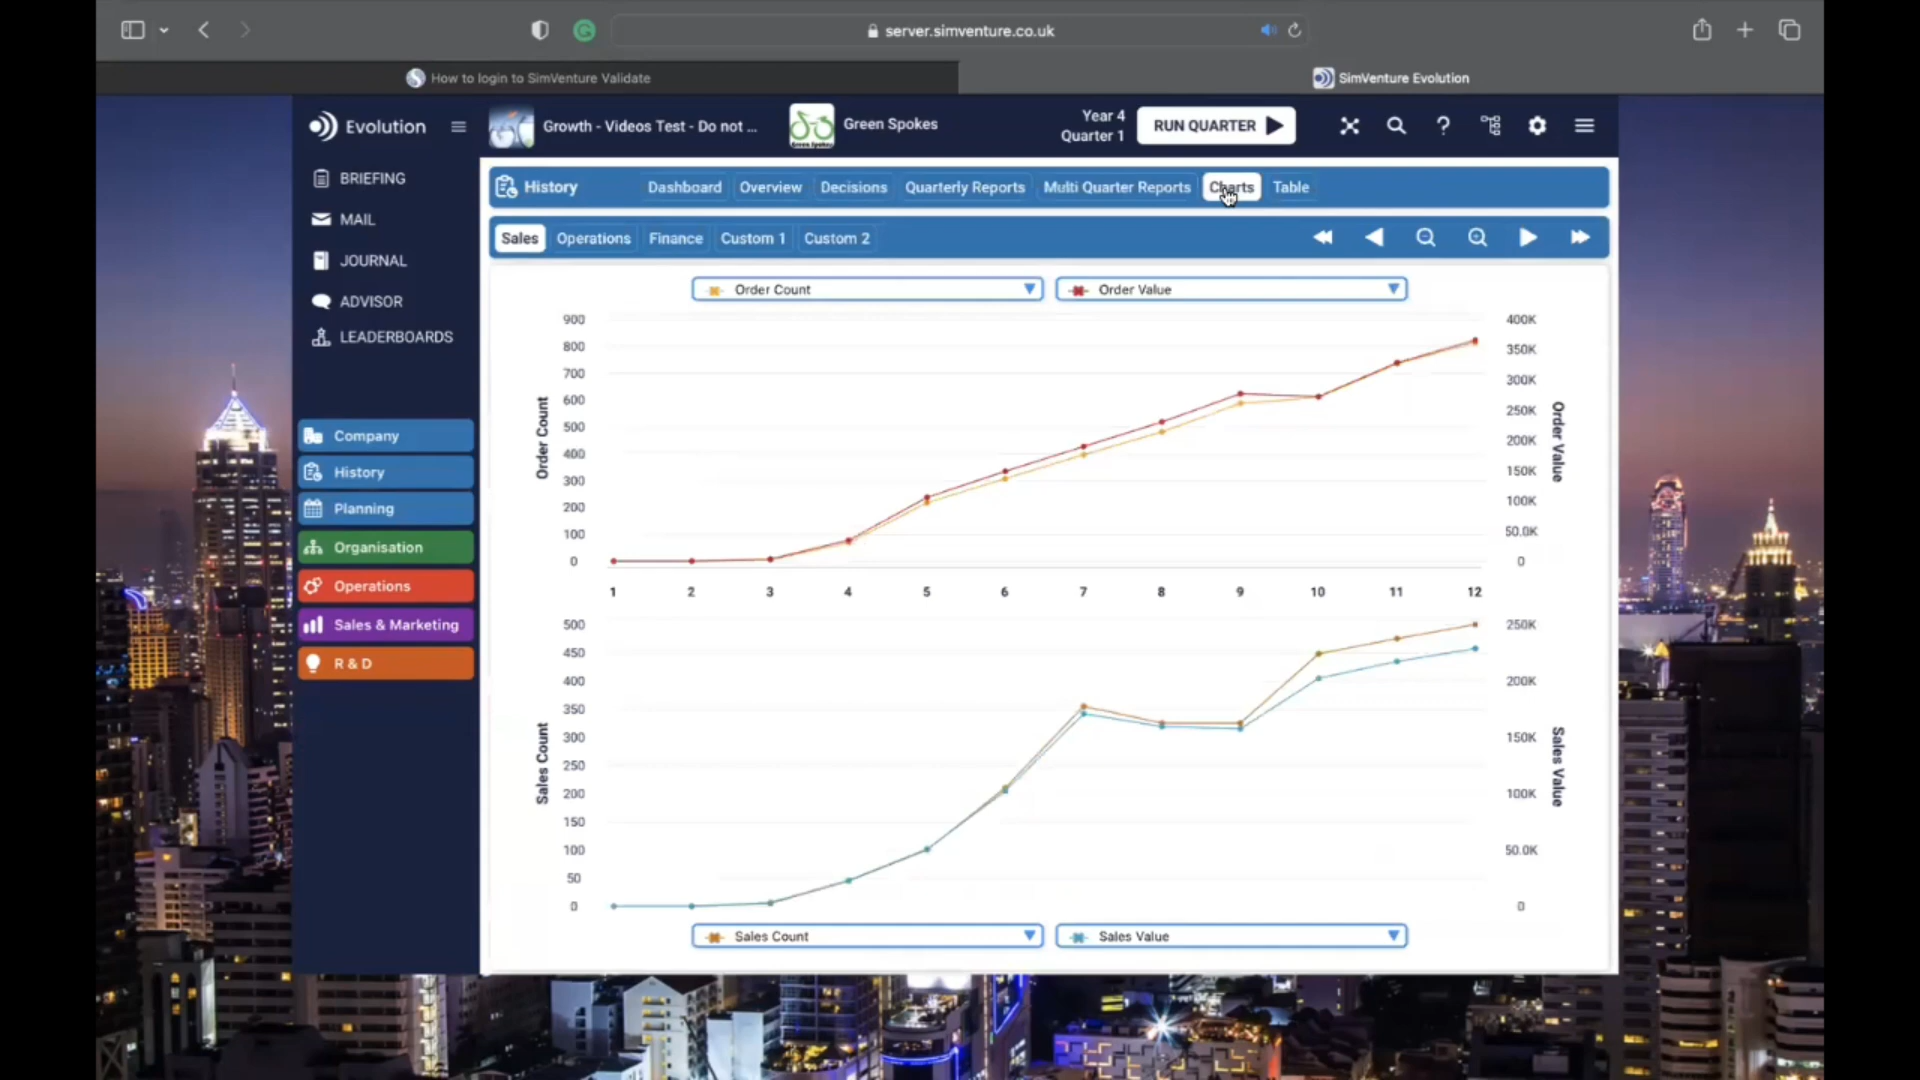 server.simventure.co.uk
How to login to SimVenture Validate
SimVenture Evolution
Evolution
Growth - Videos Test - Do not ...
Green Spokes
Year 4
Quarter 1
RUN QUARTER
BRIEFING
MAIL
JOURNAL
ADVISOR
LEADERBOARDS
Company
History
Planning
Organisation
Operations
Sales & Marketing
R & D
History Dashboard Overview Decisions Quarterly Reports Multi Quarter Reports Charts Table
Sales Operations Finance Custom 1 Custom 2
Order Count
Order Value
900 400K
800 350K
700
600 300K
500 250K
400 200K
300 150K
200 100K
100 50.0K
0 0
Order Count
Order Value
1 2 3 4 5 6 7 8 9 10 11 12
500 250K
450
400 200K
350
300 150K
250
200 100K
150
100 50.0K
50
0 0
Sales Count
Sales Value
Sales Count
Sales Value